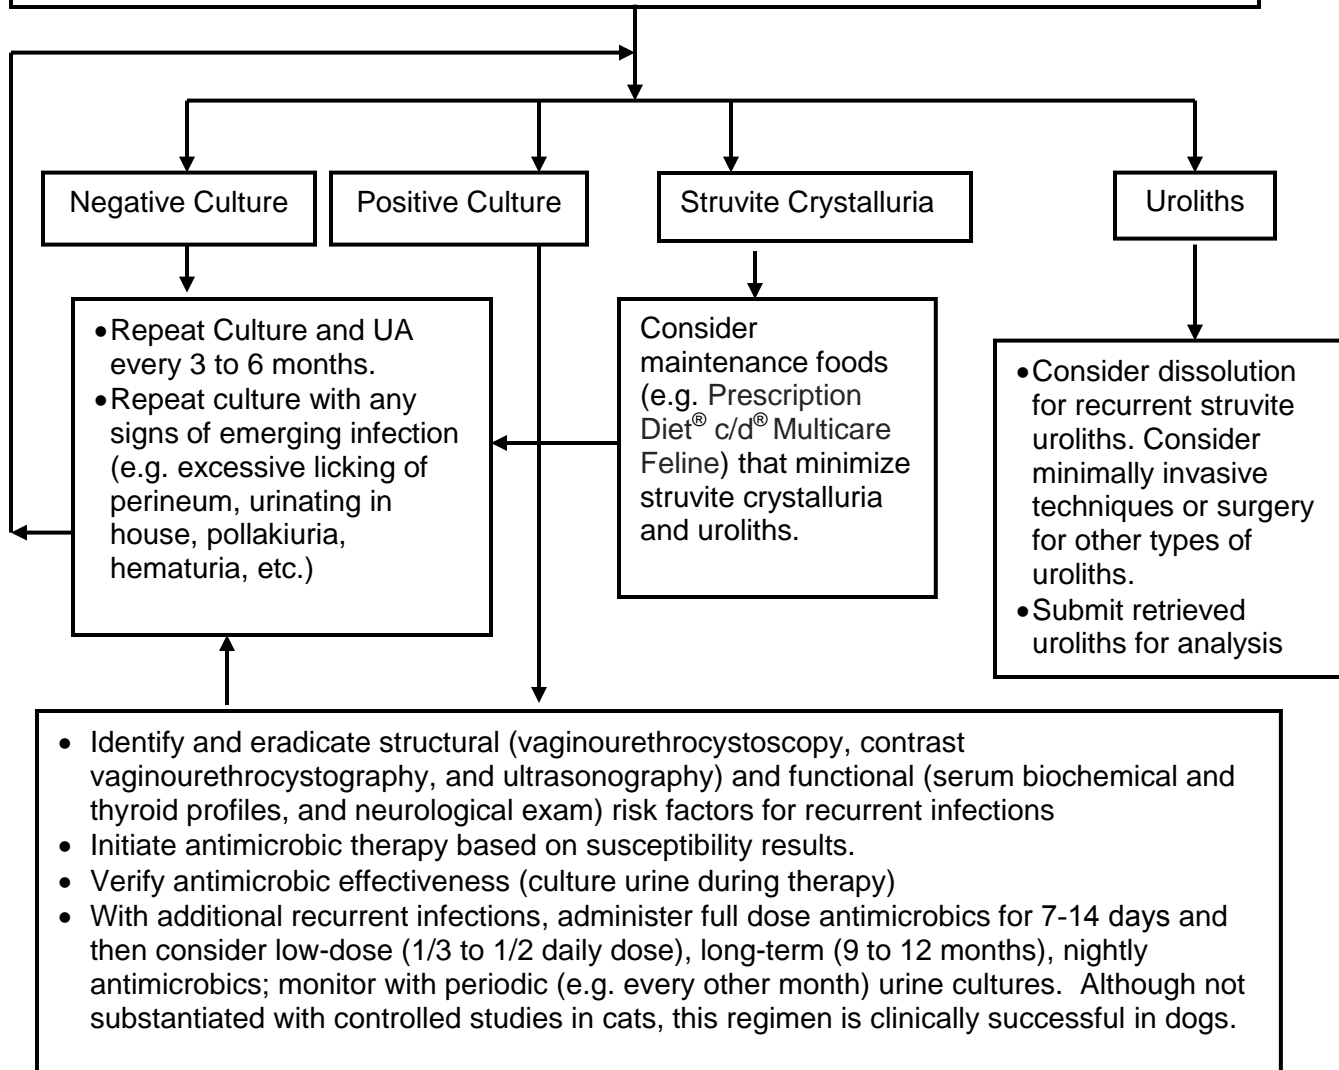 Negative Culture
Positive Culture
Struvite Crystalluria
Uroliths
•Repeat Culture and UA
every 3 to 6 months.
•Repeat culture with any
signs of emerging infection
(e.g. excessive licking of
perineum, urinating in
house, pollakiuria,
hematuria, etc.)
Consider
maintenance foods
(e.g. Prescription
Diet® c/d® Multicare
Feline) that minimize
struvite crystalluria
and uroliths.
•Consider dissolution
for recurrent struvite
uroliths. Consider
minimally invasive
techniques or surgery
for other types of
uroliths.
•Submit retrieved
uroliths for analysis
• Identify and eradicate structural (vaginourethrocystoscopy, contrast
vaginourethrocystography, and ultrasonography) and functional (serum biochemical and
thyroid profiles, and neurological exam) risk factors for recurrent infections
• Initiate antimicrobic therapy based on susceptibility results.
• Verify antimicrobic effectiveness (culture urine during therapy)
• With additional recurrent infections, administer full dose antimicrobics for 7-14 days and
then consider low-dose (1/3 to 1/2 daily dose), long-term (9 to 12 months), nightly
antimicrobics; monitor with periodic (e.g. every other month) urine cultures.  Although not
substantiated with controlled studies in cats, this regimen is clinically successful in dogs.